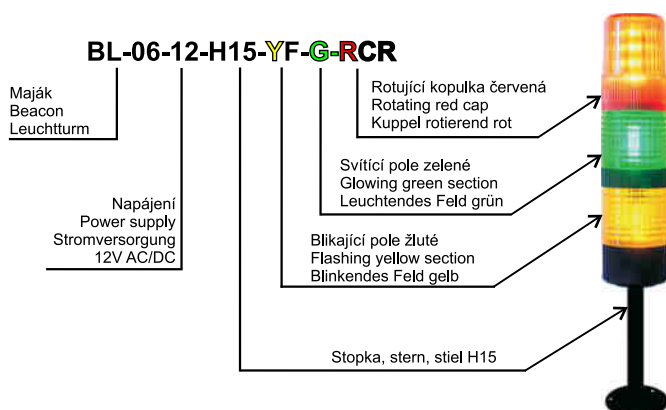 BL-06-12-H15-YF-G-RCR
Maják
Beacon
Leuchtturm
Rotující kopulka červená
Rotating red cap
Kuppel rotierend rot
Svítící pole zelené
Glowing green section
Leuchtendes Feld grün
Napájení
Power supply
Stromversorgung
12V AC/DC
Blikající pole žluté
Flashing yellow section
Blinkendes Feld gelb
Stopka, stern, stiel H15